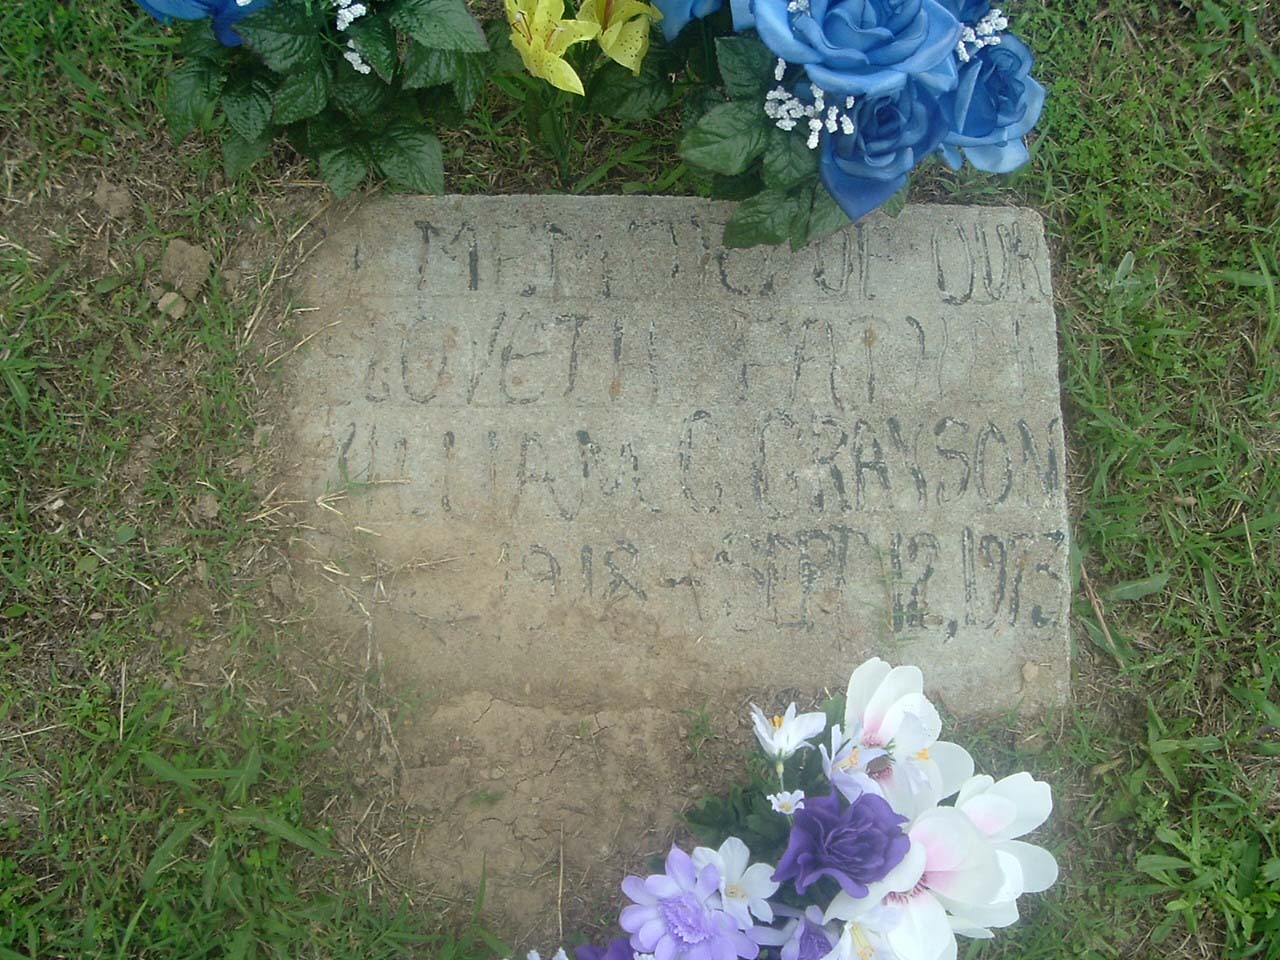 OF OUR
LOVETH FATHER
WILLIAM C. GRAYSON
1918 - SEPT 12, 1973